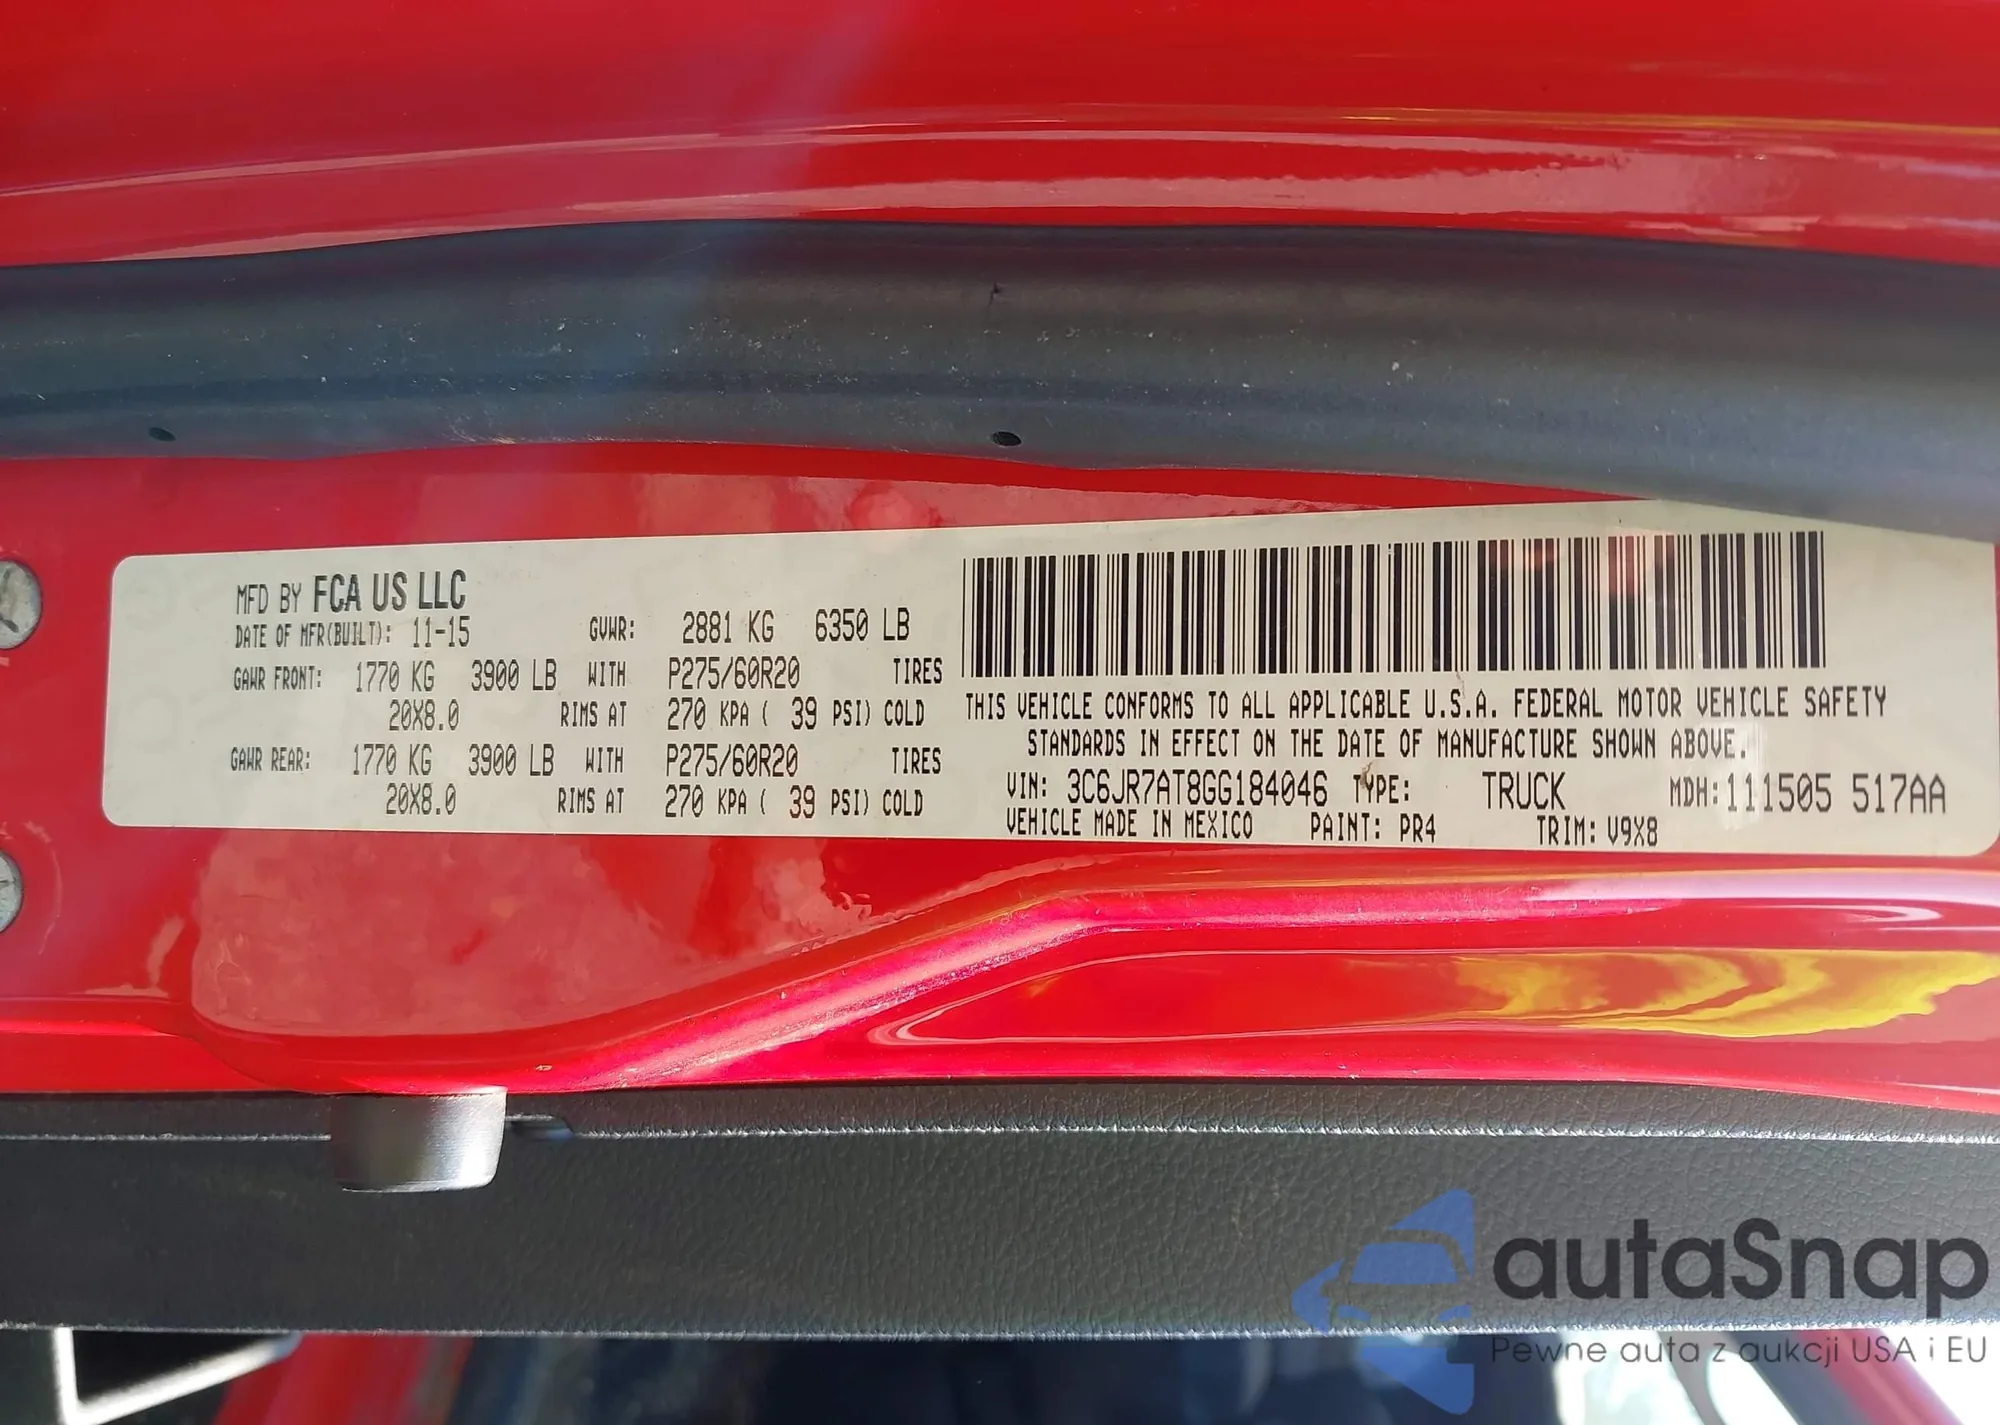 MFD BY FCA US LLC
DATE OF MFR(BUILT): 11-15 GVWR: 2881 KG 6350 LB
GAWR FRONT: 1770 KG 3900 LB WITH P275/60R20 TIRES
20X8.0 RIMS AT 270 KPA ( 39 PSI) COLD
GAWR REAR: 1770 KG 3900 LB WITH P275/60R20 TIRES
20X8.0 RIMS AT 270 KPA ( 39 PSI) COLD
THIS VEHICLE CONFORMS TO ALL APPLICABLE U.S.A. FEDERAL MOTOR VEHICLE SAFETY
STANDARDS IN EFFECT ON THE DATE OF MANUFACTURE SHOWN ABOVE.
VIN: 3C6JR7AT8GG184046 TYPE: TRUCK MDH:111505 517AA
VEHICLE MADE IN MEXICO PAINT: PR4 TRIM: V9X8
autaSnap
Pewne auta z aukcji USA i EU